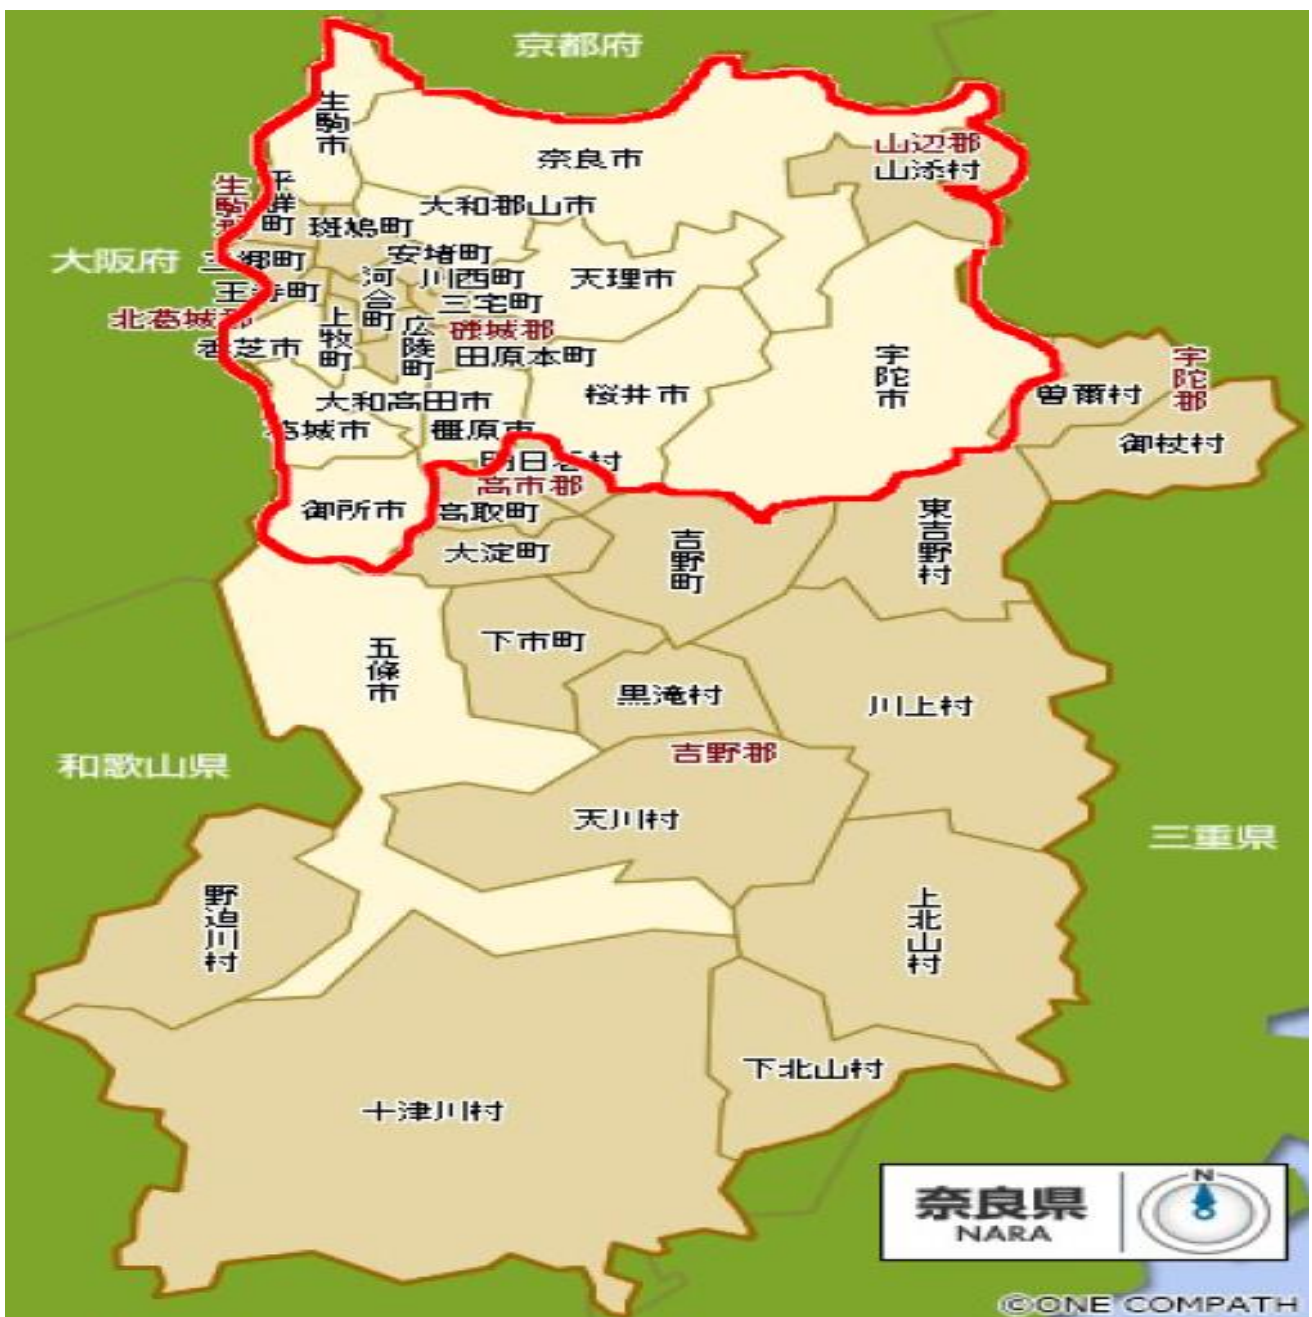 京都府
生駒市
奈良市
山辺郡
山添村
平群町
生駒郡
斑鳩町
大和郡山市
大阪府
三郷町
安堵町
河合町
川西町
天理市
王寺町
三宅町
北葛城郡
上牧町
広陵町
磯城郡
香芝市
田原本町
宇陀市
宇陀郡
曽爾村
桜井市
大和高田市
葛城市
橿原市
御杖村
明日香村
高市郡
御所市
高取町
大淀町
吉野町
東吉野村
五條市
下市町
黒滝村
川上村
和歌山県
吉野郡
天川村
三重県
野迫川村
上北山村
下北山村
十津川村
奈良県
NARA
N
©ONE COMPATH